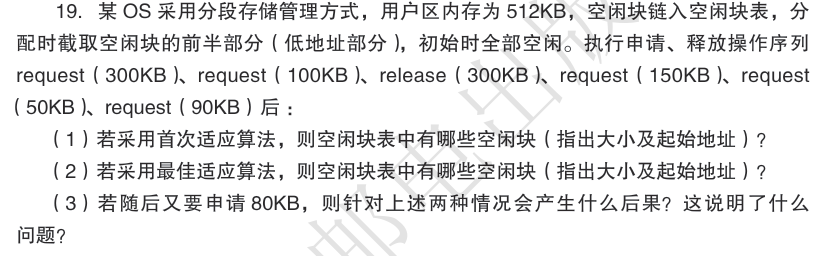 19. 某 OS 采用分段存储管理方式，用户区内存为 512KB，空闲块链入空闲块表，分
配时截取空闲块的前半部分（低地址部分），初始时全部空闲。执行申请、释放操作序列
request（300KB）、request（100KB）、release（300KB）、request（150KB）、request
（50KB）、request（90KB）后：
（1）若采用首次适应算法，则空闲块表中有哪些空闲块（指出大小及起始地址）？
（2）若采用最佳适应算法，则空闲块表中有哪些空闲块（指出大小及起始地址）？
（3）若随后又要申请 80KB，则针对上述两种情况会产生什么后果？这说明了什么
问题？
邮电出版